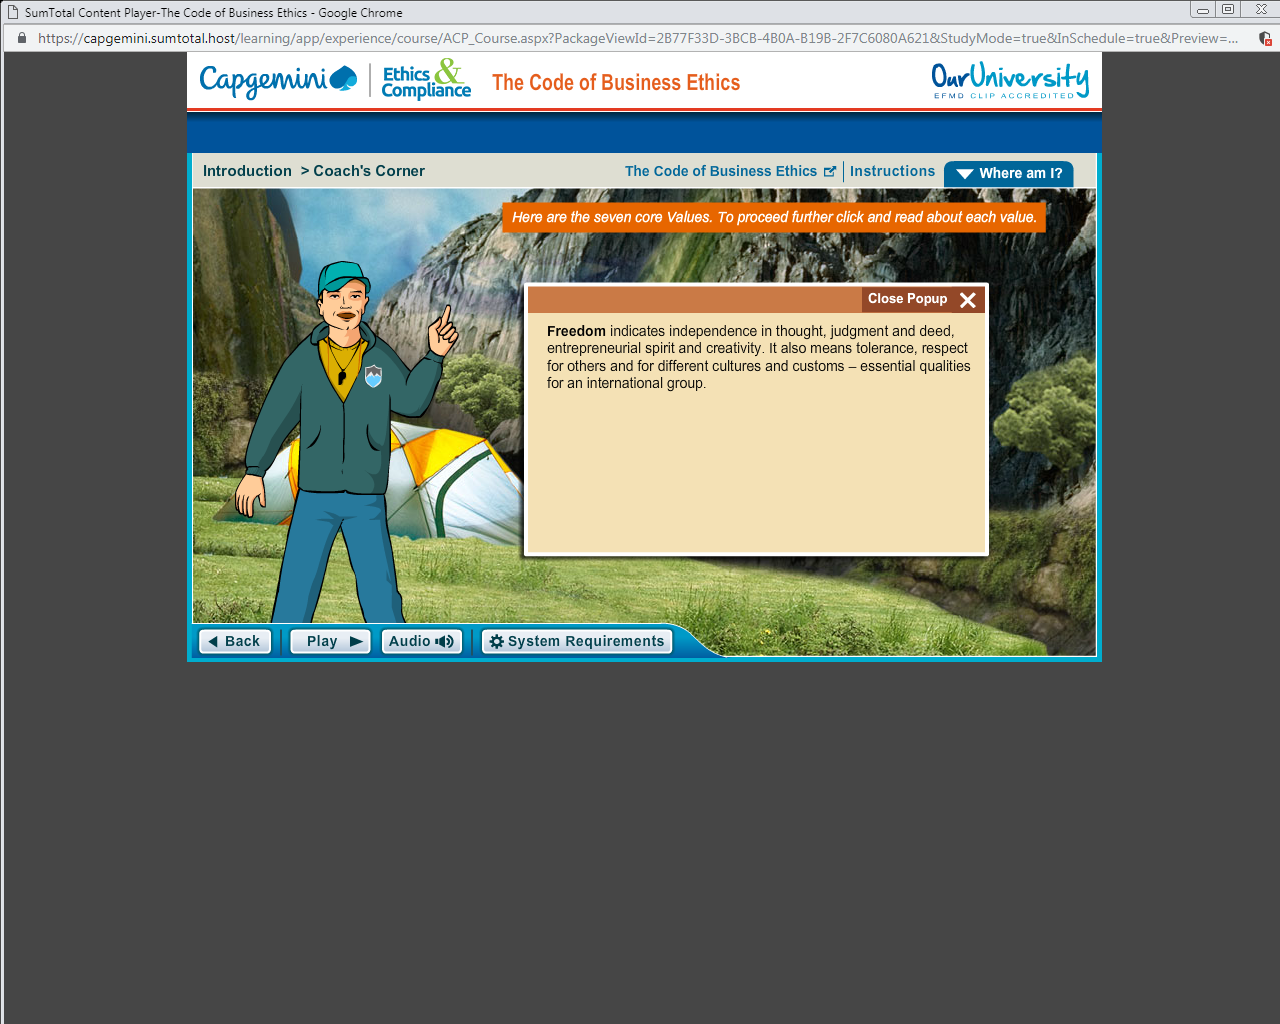 SumTotal Content Player-The Code of Business Ethics - Google Chrome
https://capgemini.sumtotal.host/learning/app/experience/course/ACP_Course.aspx?PackageViewId=2B77F33D-3BCB-4B0A-B19B-2F7C6080A621&StudyMode=true&InSchedule=true&Preview=...
Capgemini Ethics & Compliance The Code of Business Ethics OurUniversity
EFMD CLIP ACCREDITED
Introduction > Coach's Corner The Code of Business Ethics Instructions Where am I?
Here are the seven core Values. To proceed further click and read about each value.
Close Popup
Freedom indicates independence in thought, judgment and deed,
entrepreneurial spirit and creativity. It also means tolerance, respect
for others and for different cultures and customs – essential qualities
for an international group.
Back Play Audio System Requirements